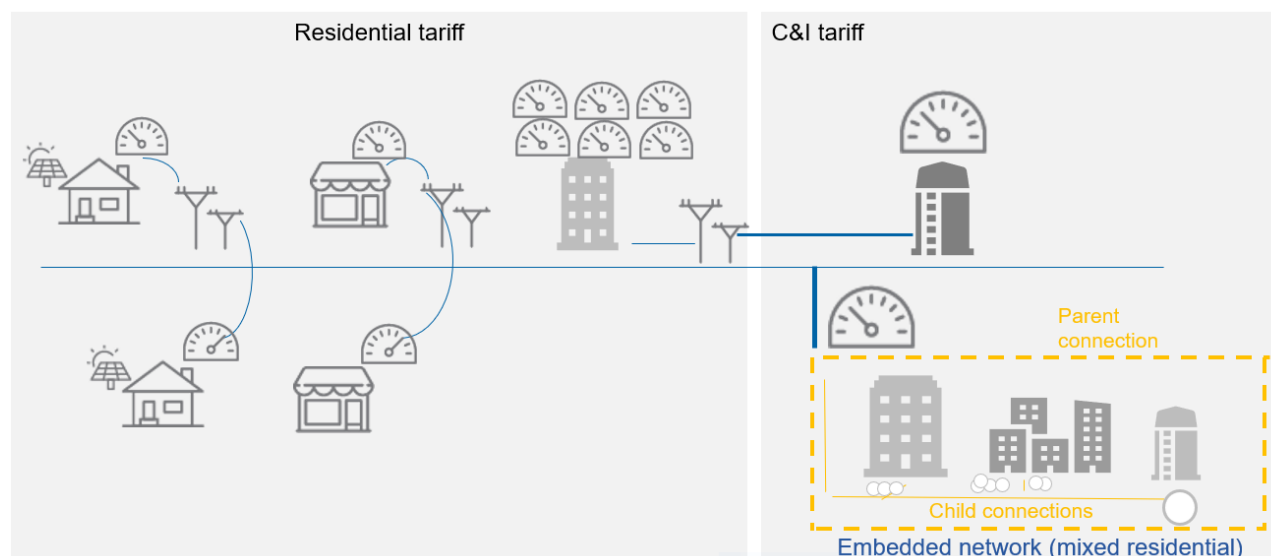 Residential tariff
C&I tariff
Parent
connection
Child connections
Embedded network (mixed residential)